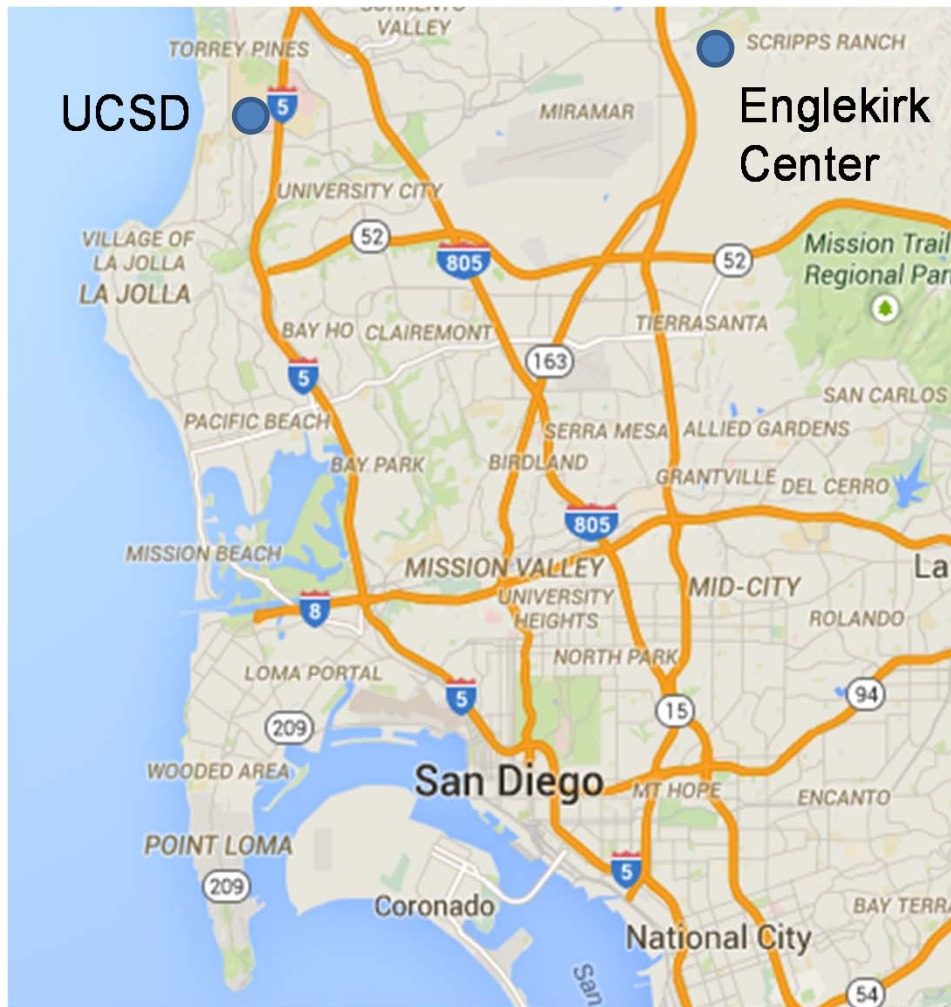 SORRENTO
VALLEY
TORREY PINES
SCRIPPS RANCH
UCSD
5
MIRAMAR
Englekirk
Center
UNIVERSITY CITY
52
805
52
VILLAGE OF
LA JOLLA
LA JOLLA
Mission Trail
Regional Par
BAY HO
CLAIREMONT
TIERRASANTA
163
5
SAN CARLOS
PACIFIC BEACH
SERRA MESA
ALLIED GARDENS
BAY PARK
BIRDLAND
GRANTVILLE
DEL CERRO
805
MISSION BEACH
MISSION VALLEY
La
MID-CITY
8
UNIVERSITY
HEIGHTS
ROLANDO
LOMA PORTAL
NORTH PARK
5
94
15
209
WOODED AREA
San Diego
MT HOPE
ENCANTO
POINT LOMA
209
5
Coronado
BAY TERRA
National City
San
54